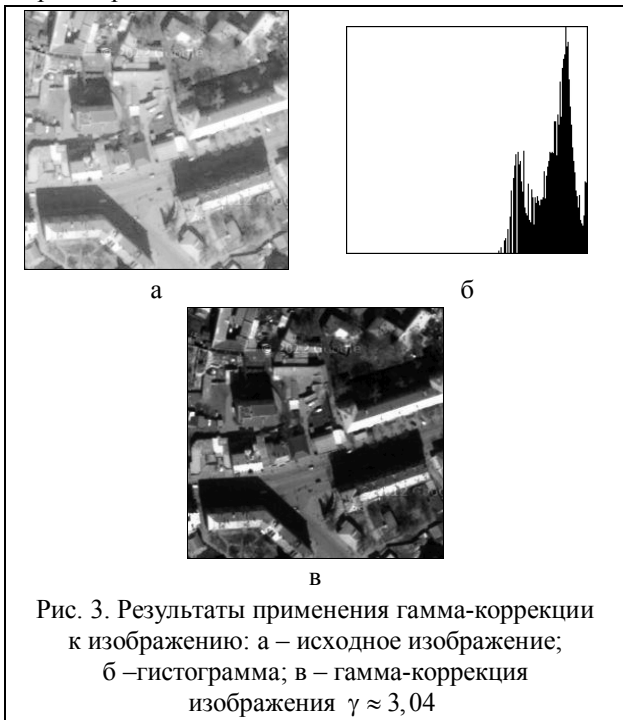 а
б
в
Рис. 3. Результаты применения гамма-коррекции
к изображению: а – исходное изображение;
б –гистограмма; в – гамма-коррекция
изображения γ ≈ 3,04